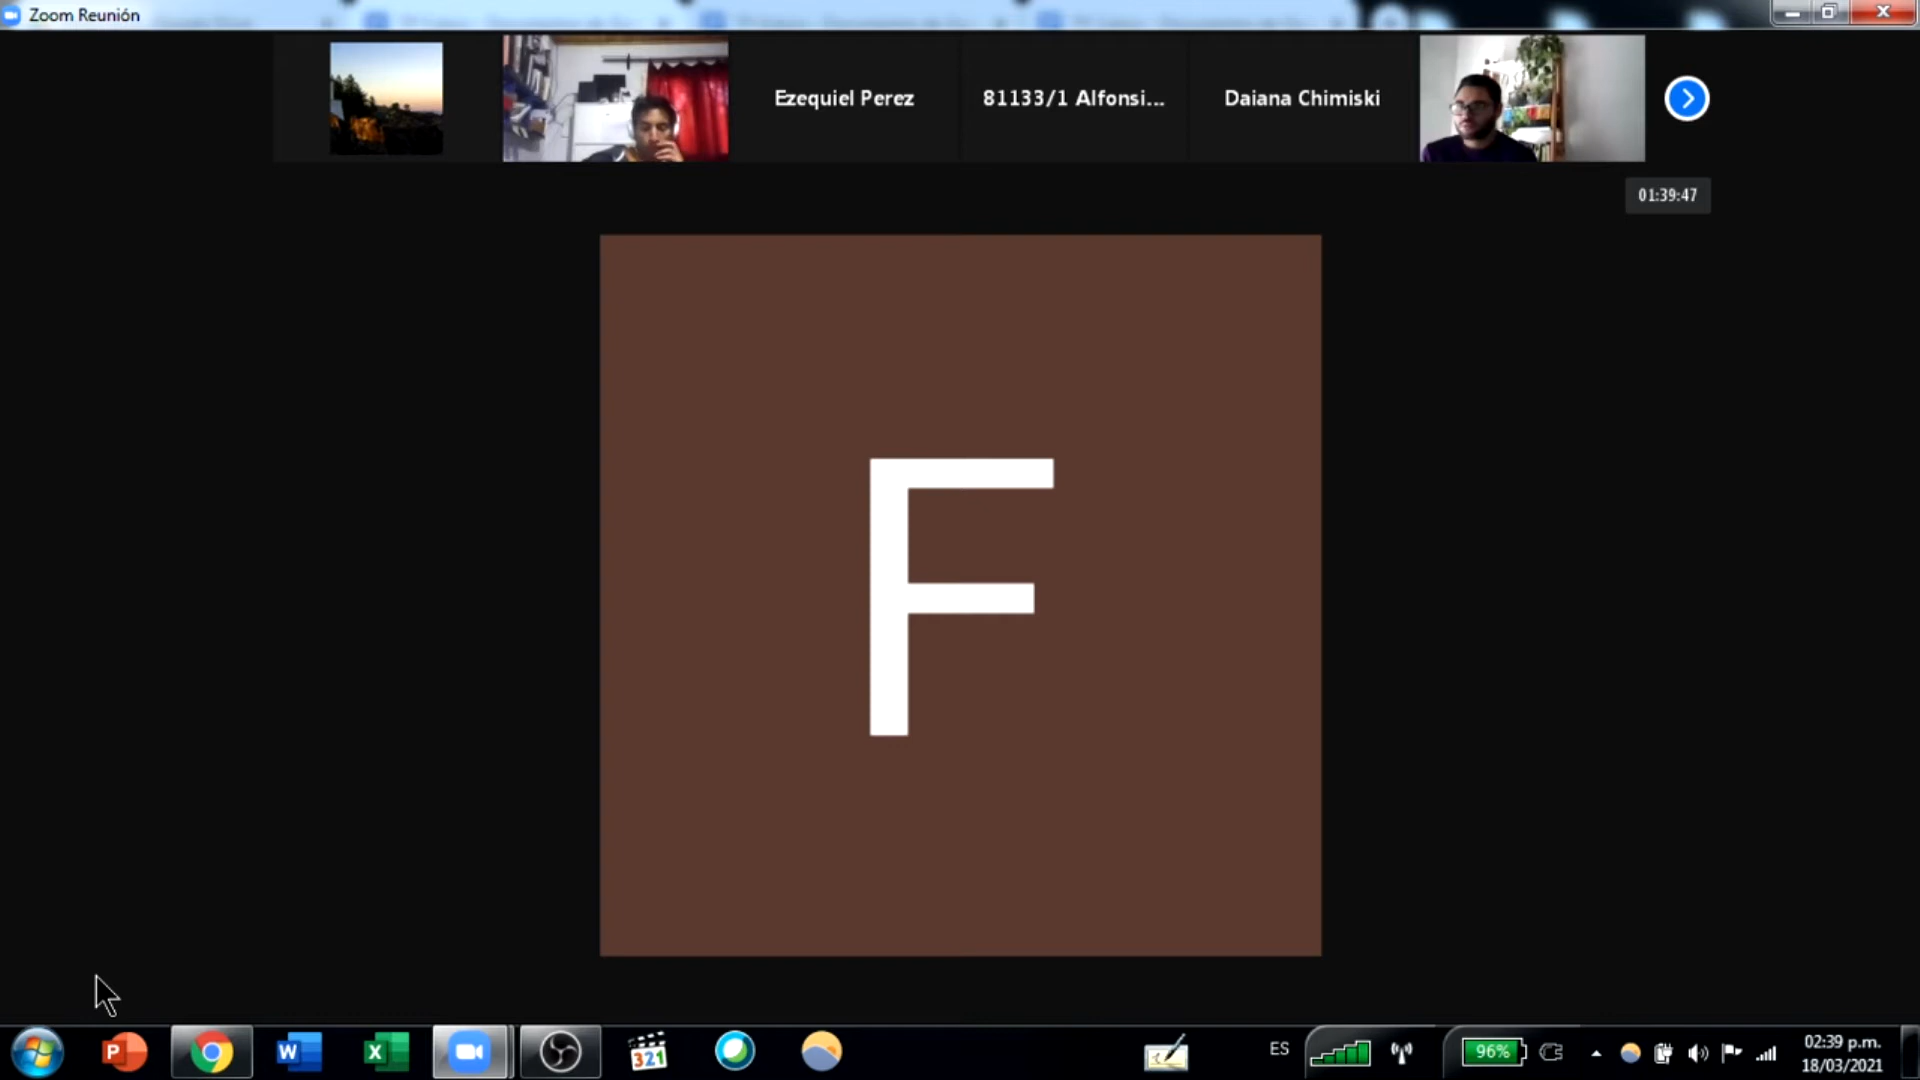 Zoom Reunión
Ezequiel Perez
81133/1 Alfonsi...
Daiana Chimiski
01:39:47
F
P
W
X
321
ES
96%
02:39 p.m.
18/03/2021